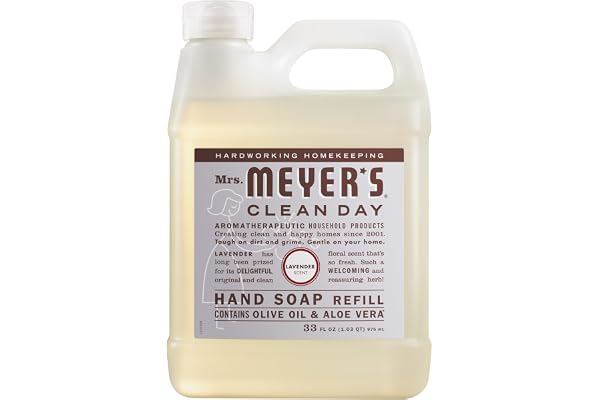 HARDWORKING HOMEKEEPING
Mrs. MEYER'S®
CLEAN DAY
AROMATHERAPEUTIC HOUSEHOLD PRODUCTS
Creating clean and happy homes since 2001.
Tough on dirt and grime. Gentle on your home.
LAVENDER has
long been prized
for its DELIGHTFUL,
original and clean
LAVENDER
SCENT
floral scent that's
so fresh. Such a
WELCOMING and
reassuring herb!
HAND SOAP REFILL
CONTAINS OLIVE OIL & ALOE VERA*
33 FL OZ (1.03 QT) 975 mL